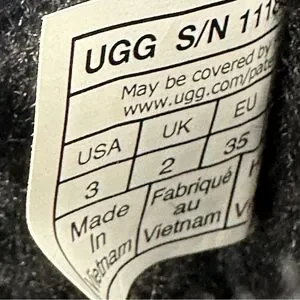 UGG S/N 111
May be covered by
www.ugg.com/pate
USA UK EU
3 2 35
Made Fabriqué
In au
Vietnam Vietnam